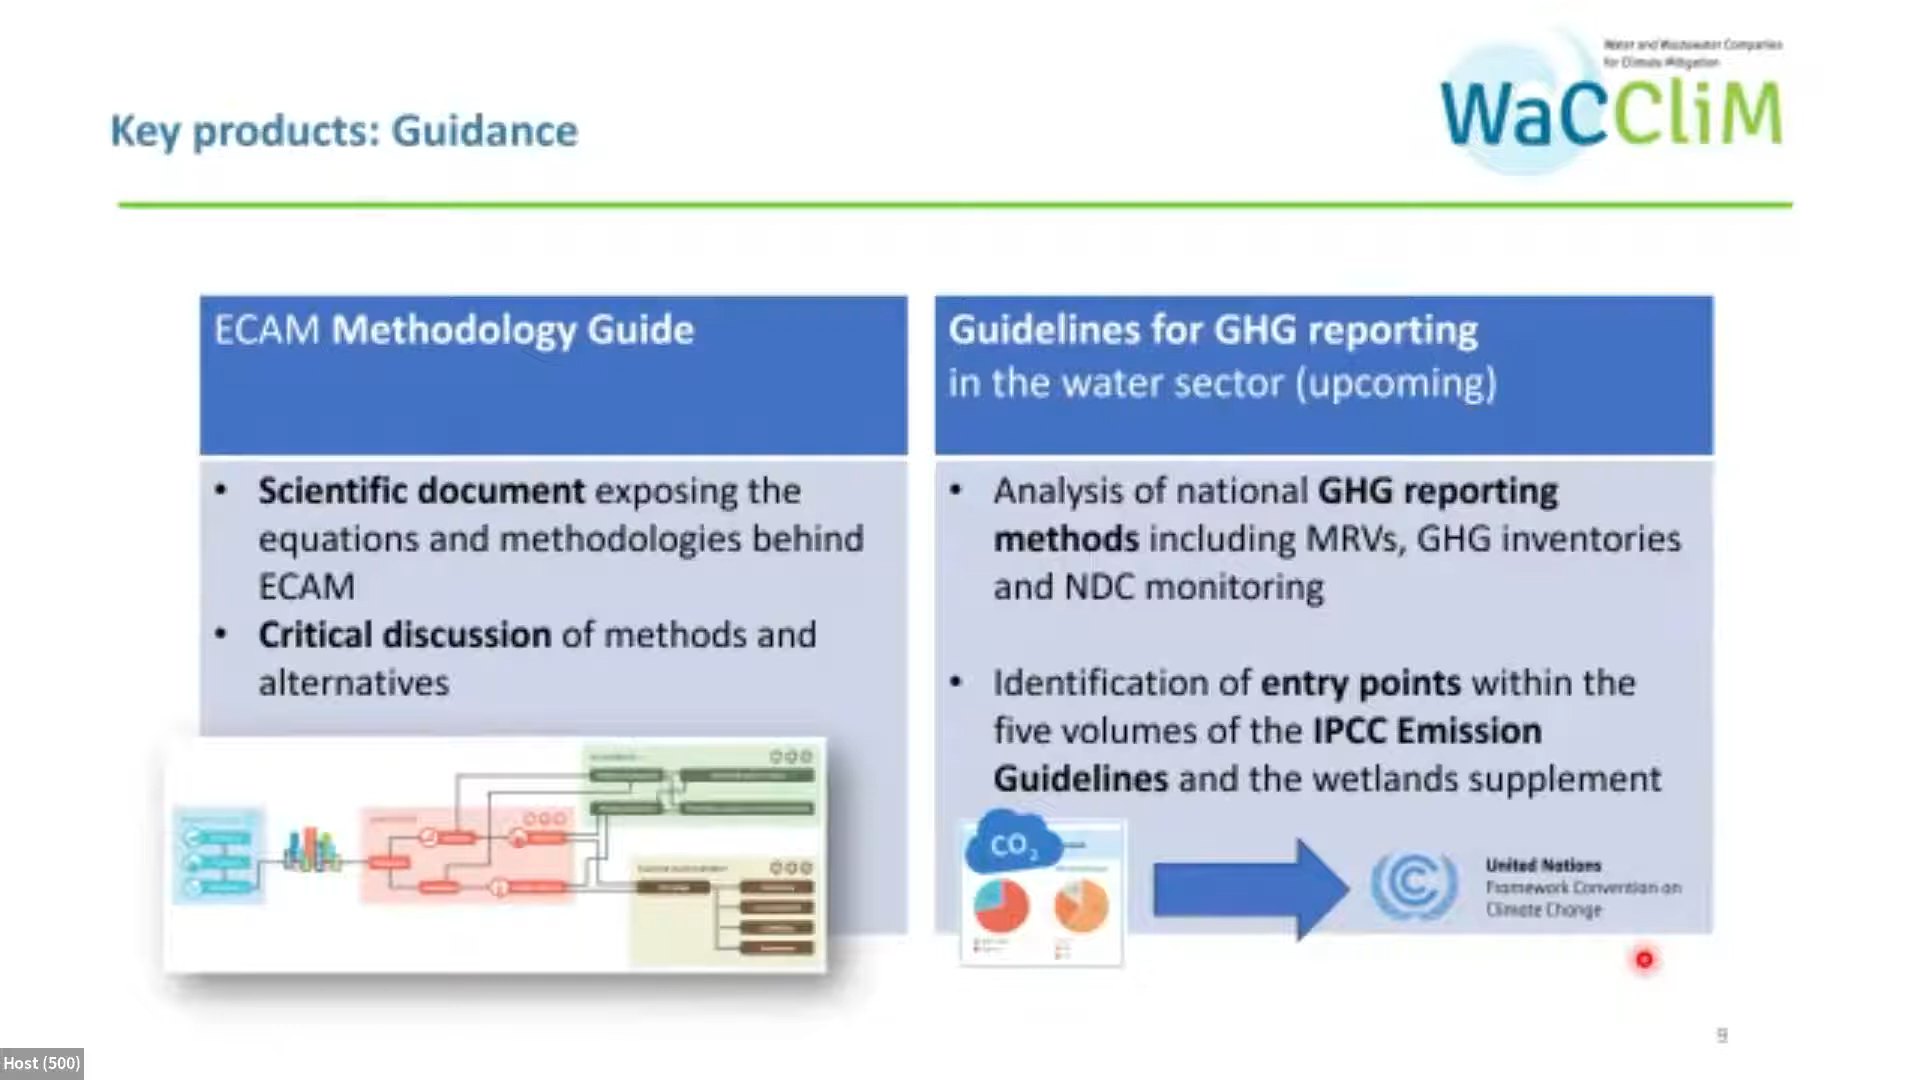 Water and Wastewater Companies
for Climate Mitigation
WaCCliM
Key products: Guidance
ECAM Methodology Guide
• Scientific document exposing the
equations and methodologies behind
ECAM
• Critical discussion of methods and
alternatives
Guidelines for GHG reporting
in the water sector (upcoming)
• Analysis of national GHG reporting
methods including MRVs, GHG inventories
and NDC monitoring
• Identification of entry points within the
five volumes of the IPCC Emission
Guidelines and the wetlands supplement
CO2
United Nations
Framework Convention on
Climate Change
9
Host (500)